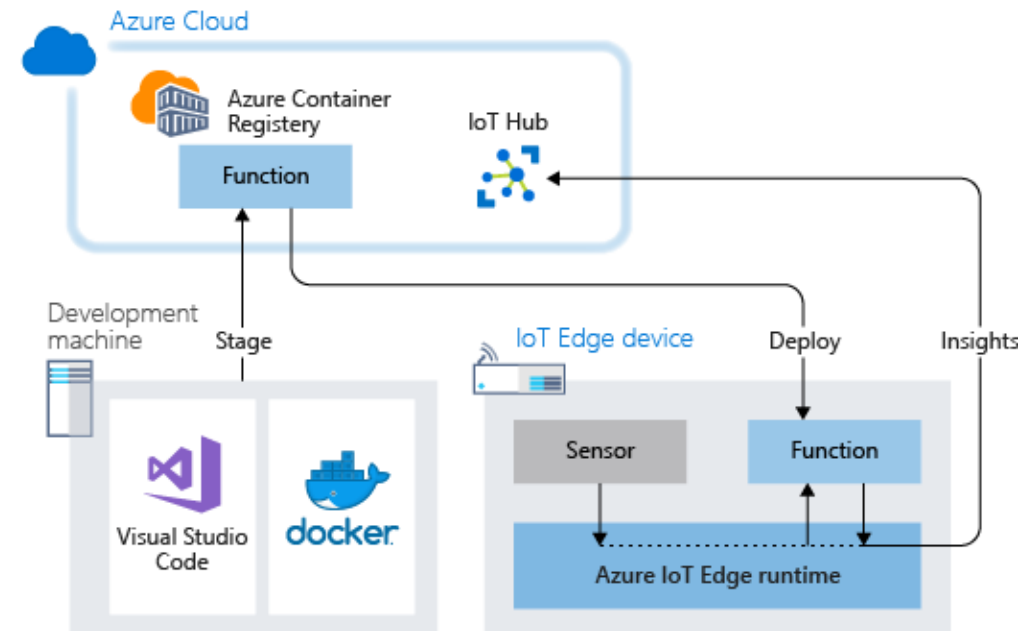 Azure Cloud
Azure Container
Registery
IoT Hub
Function
Development
machine
Stage
IoT Edge device
Deploy
Insights
Sensor
Function
Visual Studio
Code
docker
Azure IoT Edge runtime